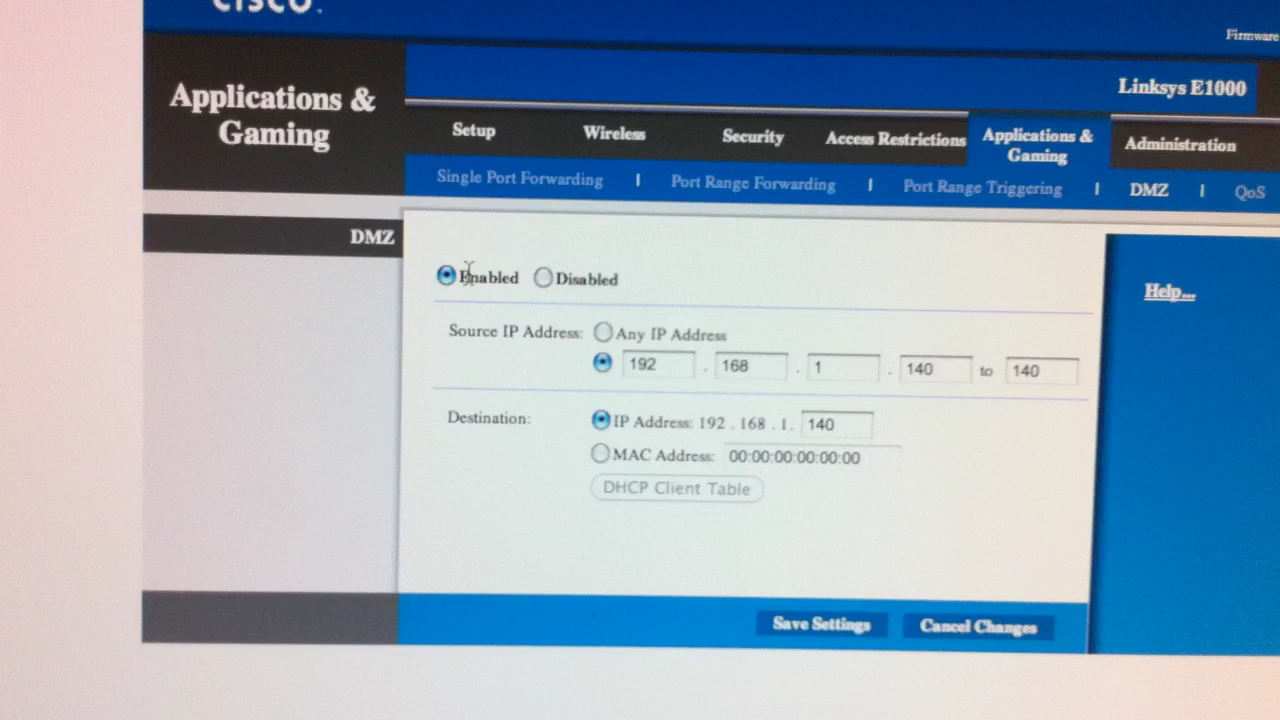 CISCO.
Firmware
Linksys E1000
Applications &
Gaming
Setup Wireless Security Access Restrictions Applications & Gaming Administration
Single Port Forwarding | Port Range Forwarding | Port Range Triggering | DMZ | QoS
DMZ
Enabled Disabled
Help...
Source IP Address: Any IP Address
192 . 168 . 1 . 140 to 140
Destination: IP Address: 192 . 168 . 1. 140
MAC Address: 00:00:00:00:00:00
DHCP Client Table
Save Settings Cancel Changes